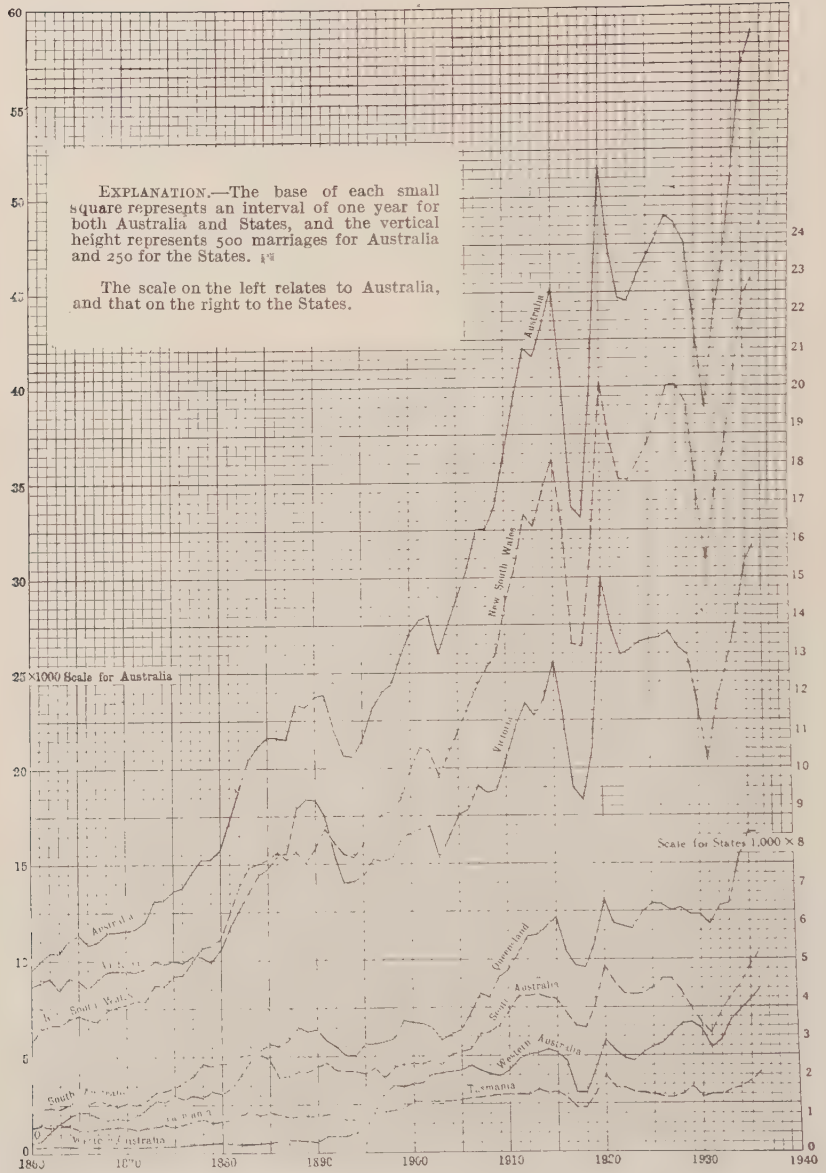 60
55
50
45
40
35
30
25
20
15
10
5
0
EXPLANATION.—The base of each small
square represents an interval of one year for
both Australia and States, and the vertical
height represents 500 marriages for Australia
and 250 for the States.
The scale on the left relates to Australia,
and that on the right to the States.
×1000 Scale for Australia
Australia
New South Wales
Victoria
Queensland
South Australia
Western Australia
Tasmania
Australia
South Wales
South
Australia
24
23
22
21
20
19
18
17
16
15
14
13
12
11
10
9
Scale for States 1,000 × 8
7
6
5
4
3
2
1
0
1860
1870
1880
1890
1900
1910
1920
1930
1940